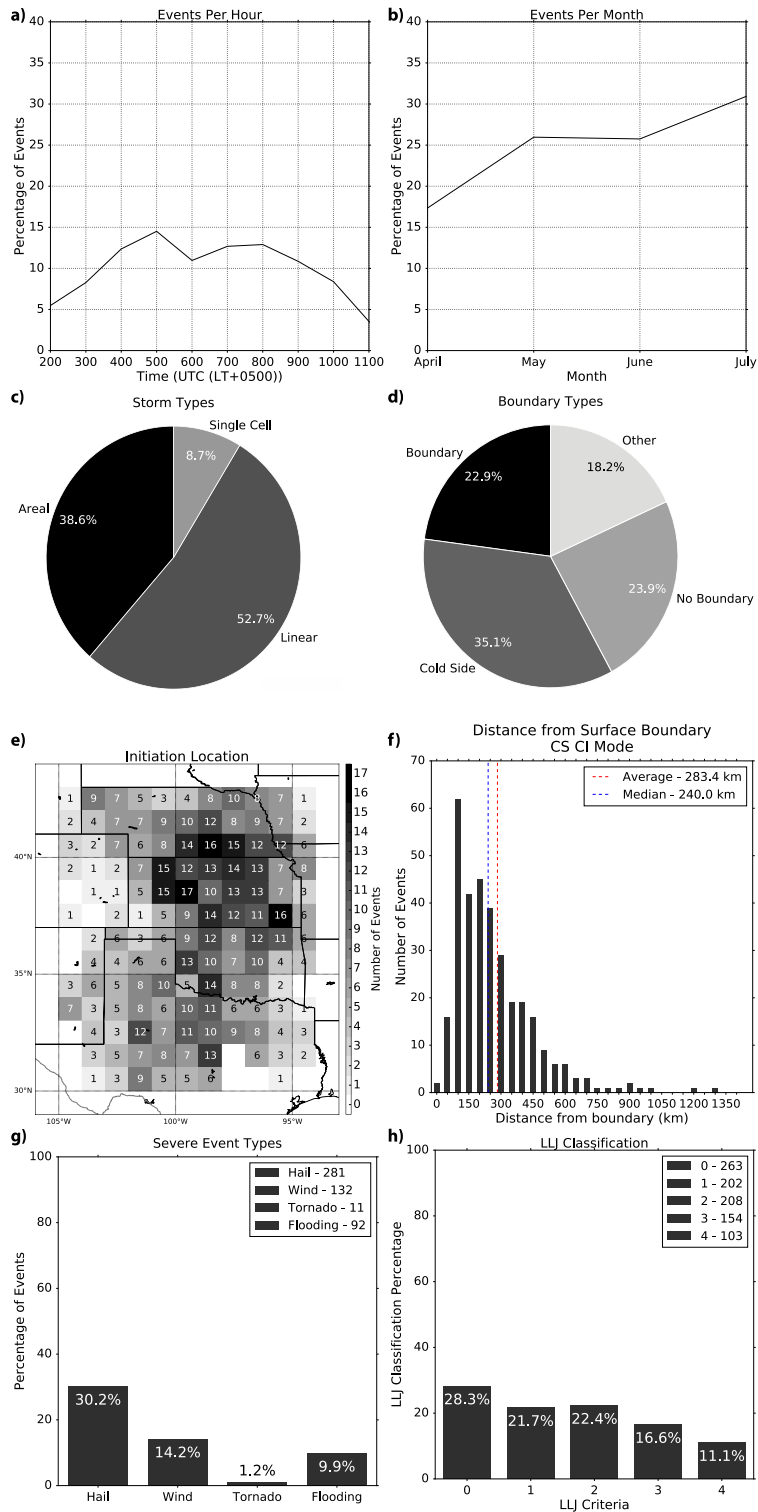 a)
Events Per Hour
40
35
30
25
20
15
10
5
0
Percentage of Events
200 300 400 500 600 700 800 900 1000 1100
Time (UTC (LT+0500))
b)
Events Per Month
40
35
30
25
20
15
10
5
0
Percentage of Events
April May June July
Month
c)
Storm Types
Single Cell
8.7%
Areal
38.6%
52.7%
Linear
d)
Boundary Types
Other
Boundary
18.2%
22.9%
23.9%
No Boundary
35.1%
Cold Side
e)
Initiation Location
1 9 7 5 3 4 8 10 8 7 1
2 4 7 7 9 10 12 8 9 7 2
3 2 7 6 8 14 16 15 12 12 6
2 1 2 7 15 12 13 14 13 7 8
1 1 7 15 17 10 13 13 7 3
1 2 1 5 9 14 12 11 16 6
2 6 3 6 9 12 8 12 11 6
4 4 6 6 13 10 7 10 4 4
3 6 5 8 10 5 14 8 8 2
7 3 5 8 6 10 11 6 6 3 1
4 3 12 7 11 10 9 8 4 3
3 5 7 8 7 13 6 3 2
1 3 9 5 5 6 1
40°N
35°N
30°N
105°W 100°W 95°W
17
16
15
14
13
12
11
10
9
8
7
6
5
4
3
2
1
0
Number of Events
f)
Distance from Surface Boundary
CS CI Mode
70
60
50
40
30
20
10
0
Number of Events
Average - 283.4 km
Median - 240.0 km
0 150 300 450 600 750 900 1050 1200 1350
Distance from boundary (km)
g)
Severe Event Types
100
80
60
40
20
0
Percentage of Events
Hail - 281
Wind - 132
Tornado - 11
Flooding - 92
30.2%
14.2%
1.2%
9.9%
Hail Wind Tornado Flooding
h)
LLJ Classification
100
80
60
40
20
0
LLJ Classification Percentage
0 - 263
1 - 202
2 - 208
3 - 154
4 - 103
28.3%
21.7%
22.4%
16.6%
11.1%
0 1 2 3 4
LLJ Criteria